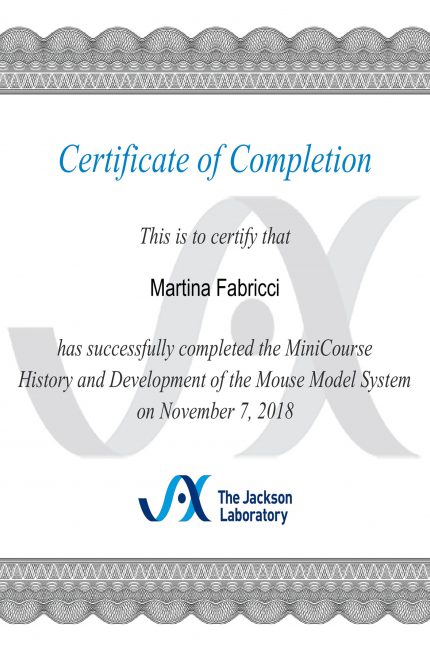 Certificate of Completion
This is to certify that
Martina Fabricci
has successfully completed the MiniCourse
History and Development of the Mouse Model System
on November 7, 2018
The Jackson
Laboratory